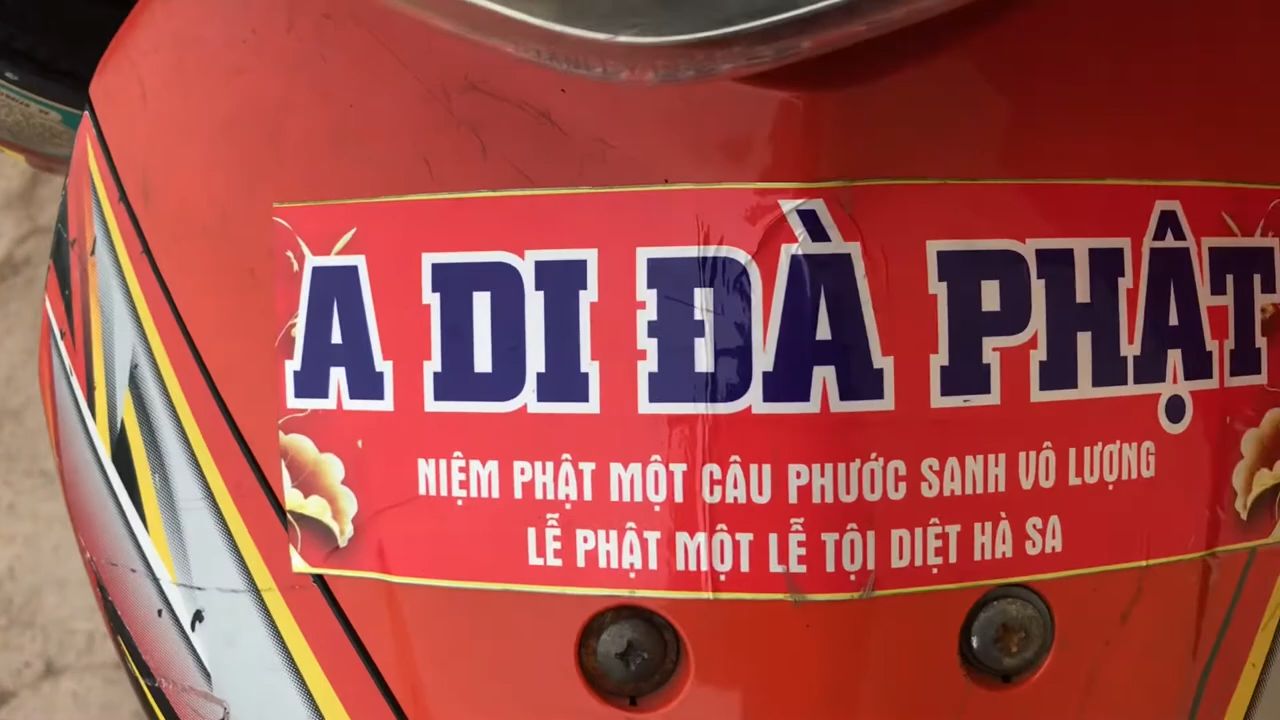 A DI ĐÀ PHẬT
NIỆM PHẬT MỘT CÂU PHƯỚC SANH VÔ LƯỢNG
LỄ PHẬT MỘT LỄ TỘI DIỆT HÀ SA